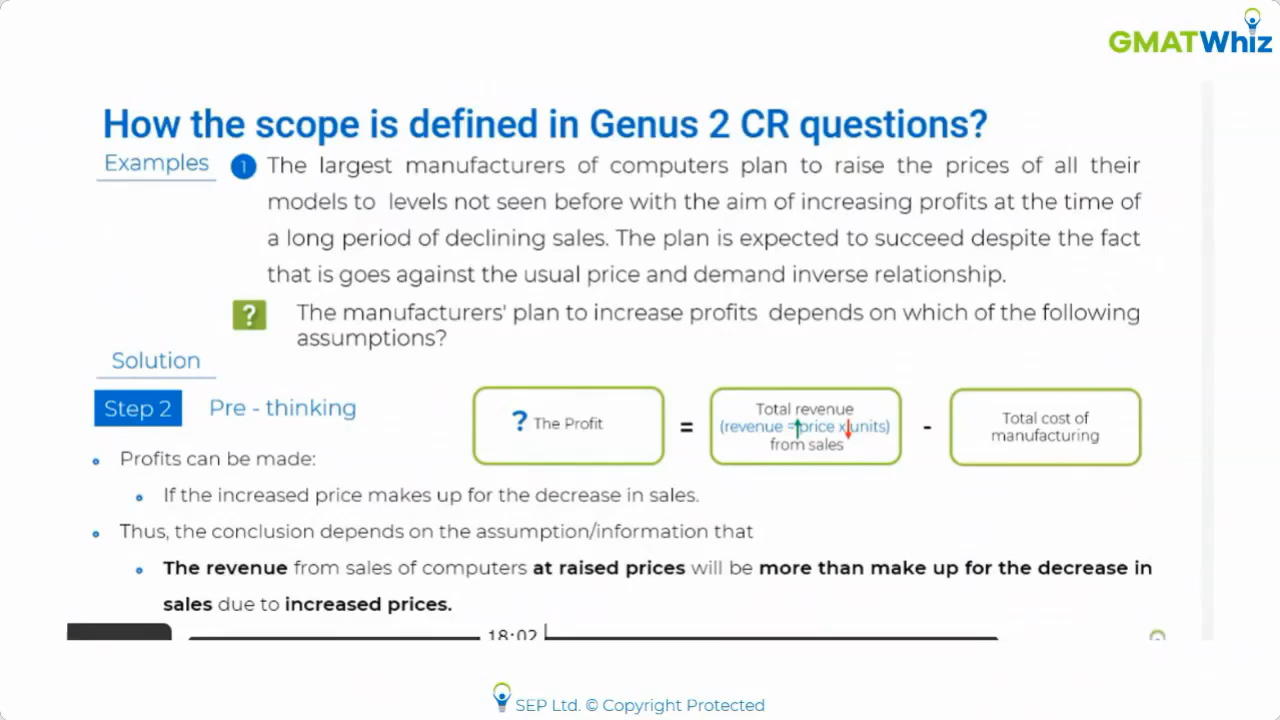 GMATWhiz
How the scope is defined in Genus 2 CR questions?
Examples
1 The largest manufacturers of computers plan to raise the prices of all their
models to levels not seen before with the aim of increasing profits at the time of
a long period of declining sales. The plan is expected to succeed despite the fact
that is goes against the usual price and demand inverse relationship.
? The manufacturers' plan to increase profits depends on which of the following
assumptions?
Solution
Step 2 Pre - thinking
? The Profit
=
Total revenue
(revenue = price x units)
from sales
-
Total cost of
manufacturing
Profits can be made:
If the increased price makes up for the decrease in sales.
Thus, the conclusion depends on the assumption/information that
The revenue from sales of computers at raised prices will be more than make up for the decrease in
sales due to increased prices.
18:02
SEP Ltd. © Copyright Protected